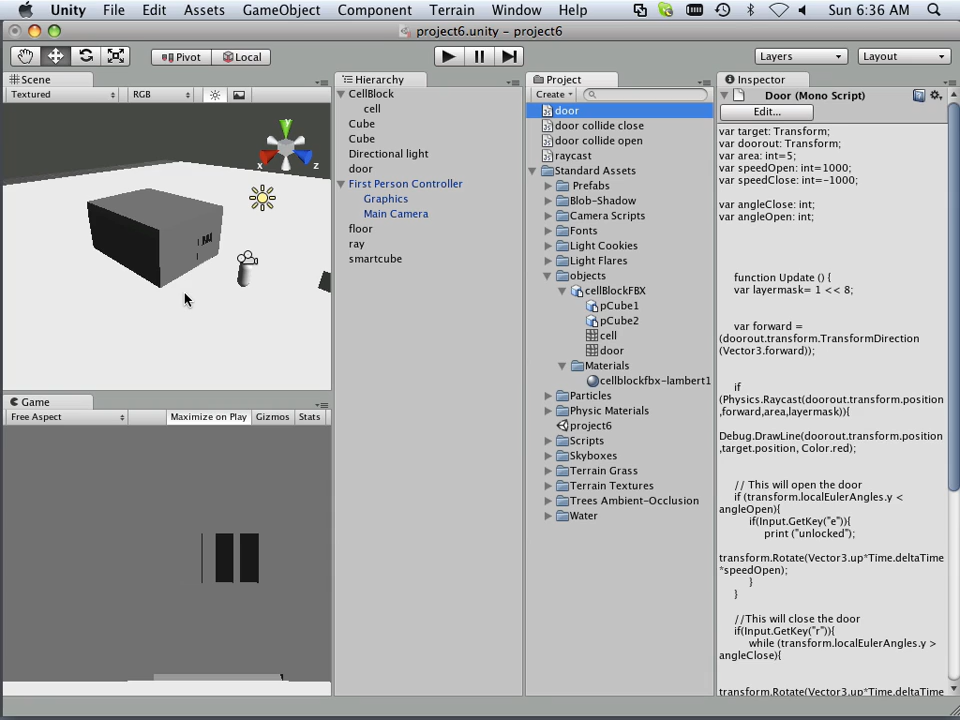 Unity File Edit Assets GameObject Component Terrain Window Help Sun 6:36 AM
project6.unity – project6
Pivot Local Layers Layout
Scene
Textured RGB
x z
Game
Free Aspect Maximize on Play Gizmos Stats
Hierarchy
CellBlock
cell
Cube
Cube
Directional light
door
First Person Controller
Graphics
Main Camera
floor
ray
smartcube
Project
Create
door
door collide close
door collide open
raycast
Standard Assets
Prefabs
Blob-Shadow
Camera Scripts
Fonts
Light Cookies
Light Flares
objects
cellBlockFBX
pCube1
pCube2
cell
door
Materials
cellblockfbx-lambert1
Particles
Physic Materials
project6
Scripts
Skyboxes
Terrain Grass
Terrain Textures
Trees Ambient-Occlusion
Water
Inspector
Door (Mono Script)
Edit...
var target: Transform;
var doorout: Transform;
var area: int=5;
var speedOpen: int=1000;
var speedClose: int=-1000;
var angleClose: int;
var angleOpen: int;
function Update () {
var layermask= 1 << 8;
var forward =
(doorout.transform.TransformDirection
(Vector3.forward));
if
(Physics.Raycast(doorout.transform.position
,forward,area,layermask)){
Debug.DrawLine(doorout.transform.position
,target.position, Color.red);
// This will open the door
if (transform.localEulerAngles.y <
angleOpen){
if(Input.GetKey("e")){
print ("unlocked");
transform.Rotate(Vector3.up*Time.deltaTime
*speedOpen);
}
}
//This will close the door
if(Input.GetKey("r")){
while (transform.localEulerAngles.y >
angleClose){
transform.Rotate(Vector3.up*Time.deltaTime